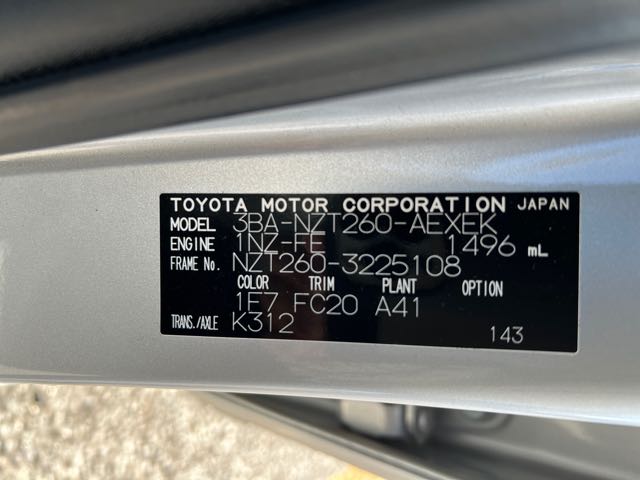 TOYOTA MOTOR CORPORATION JAPAN
MODEL 3BA-NZT260-AEXEK
ENGINE 1NZ-FE 1496 mL
FRAME No. NZT260-3225108
COLOR TRIM PLANT OPTION
1F7 FC20 A41
TRANS./AXLE K312
143